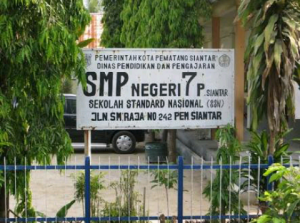 PEMERINTAH KOTA PEMATANG SIANTAR
DINAS PENDIDIKAN DAN PENGAJARAN
SMP NEGERI 7 P. SIANTAR
SEKOLAH STANDARD NASIONAL (SSN)
JLN SM.RAJA NO 242 PEM SIANTAR